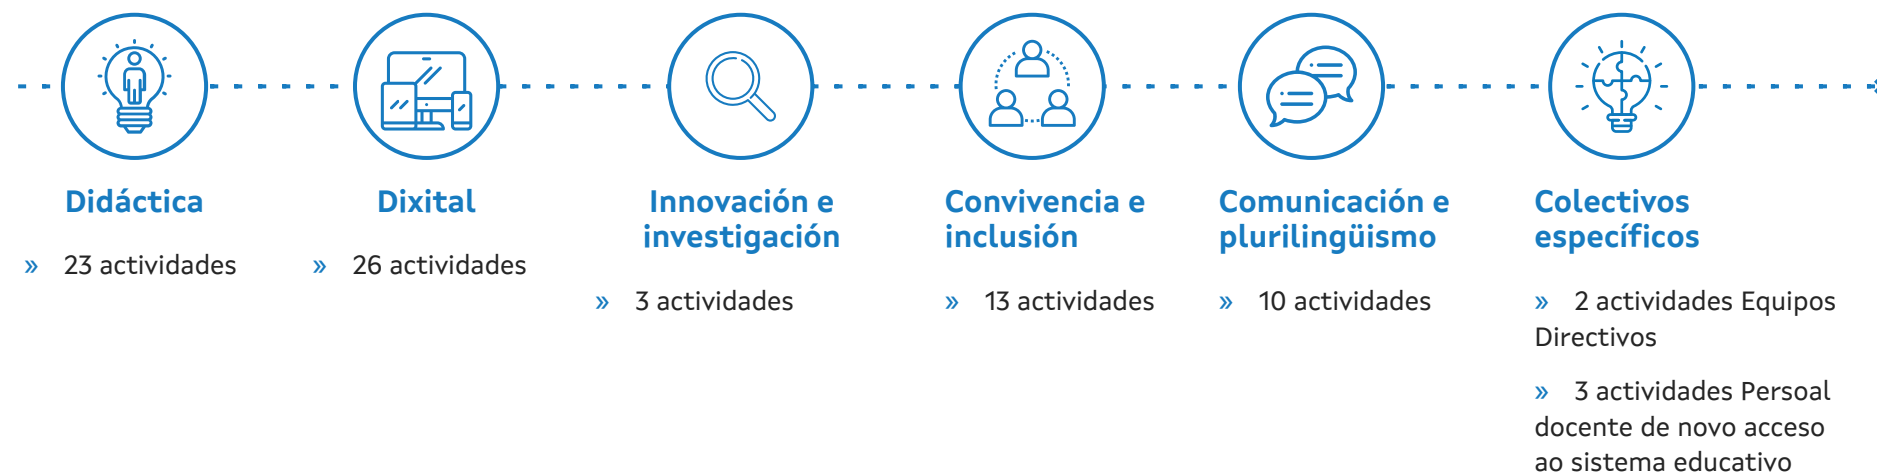 Didáctica
» 23 actividades
Dixital
» 26 actividades
Innovación e
investigación
» 3 actividades
Convivencia e
inclusión
» 13 actividades
Comunicación e
plurilingüismo
» 10 actividades
Colectivos
específicos
» 2 actividades Equipos
Directivos
» 3 actividades Persoal
docente de novo acceso
ao sistema educativo